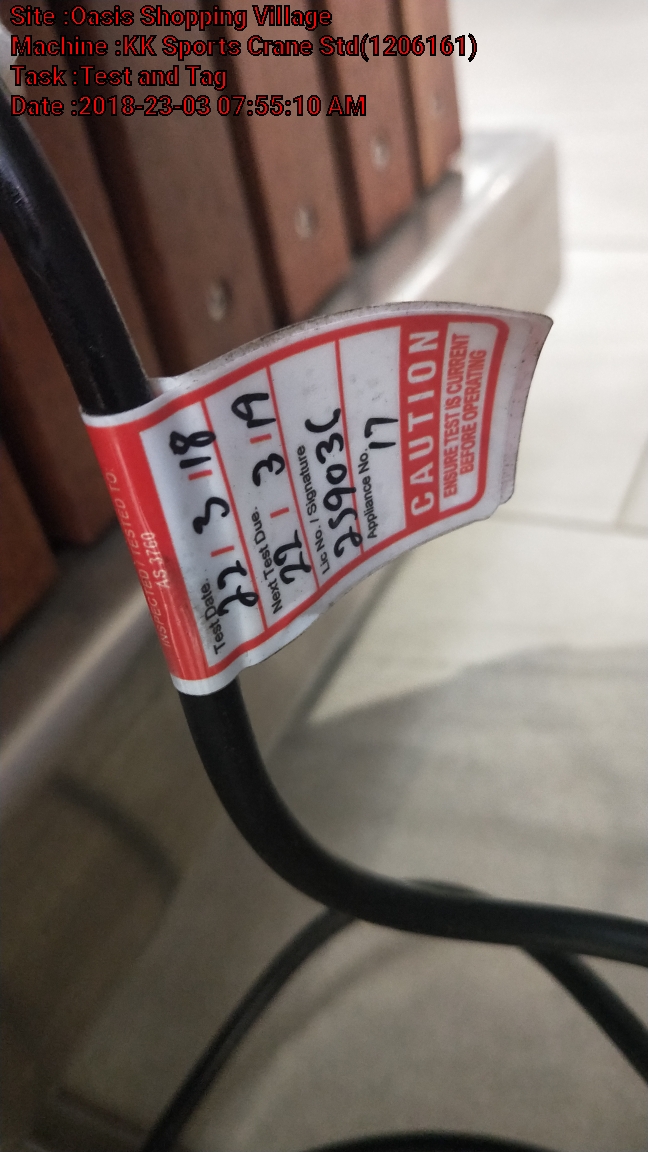 Site :Oasis Shopping Village
Machine :KK Sports Crane Std(1206161)
Task :Test and Tag
Date :2018-23-03 07:55:10 AM
INSPECTED / TESTED TO.
AS 3760
Test Date. 22 / 3 / 18
Next Test Due. 22 / 3 / 19
Lic No. / Signature 259036
Appliance No. 17
CAUTION
ENSURE TEST IS CURRENT
BEFORE OPERATING